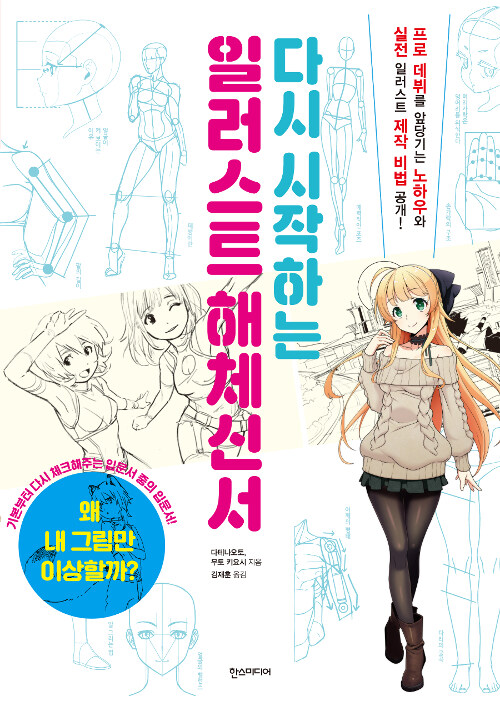 프로 데뷔를 앞당기는 노하우와
실전 일러스트 제작 비법 공개!
다시 시작하는
일러스트 해체신서
기본부터 다시 체크해주는 입문서 중의 입문서!
왜
내 그림만
이상할까?
다테나오토,
무토 키요시 지음
김재훈 옮김
한스미디어